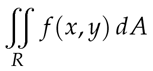 ∬_R f(x, y) dA